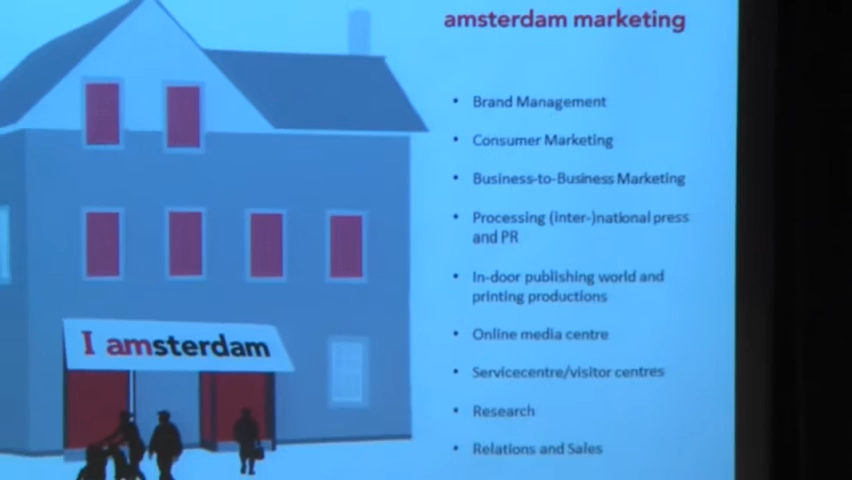 amsterdam marketing
• Brand Management
• Consumer Marketing
• Business-to-Business Marketing
• Processing (inter-)national press
and PR
• In-door publishing world and
printing productions
• Online media centre
• Servicecentre/visitor centres
• Research
• Relations and Sales
I amsterdam